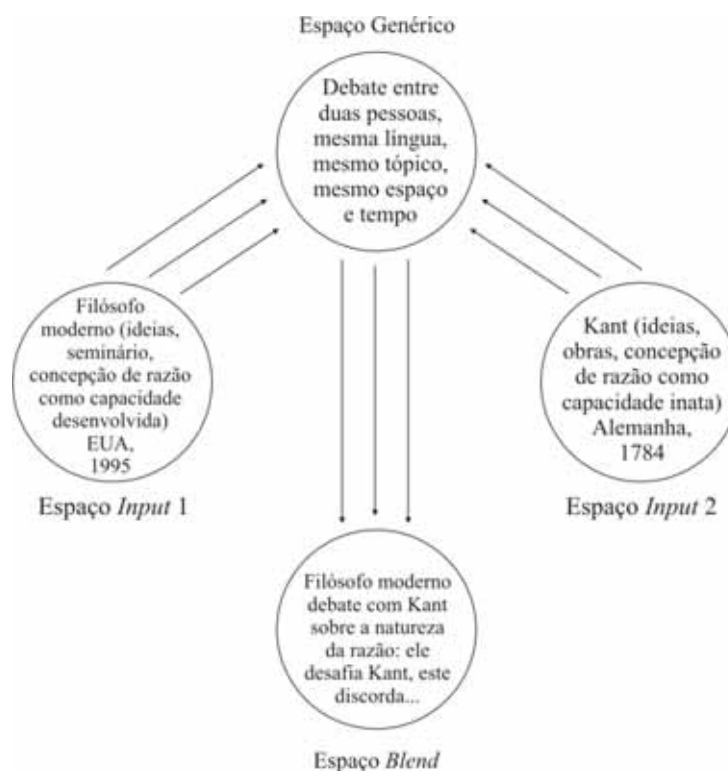 Espaço Genérico
Debate entre
duas pessoas,
mesma língua,
mesmo tópico,
mesmo espaço
e tempo
Filósofo
moderno (ideias,
seminário,
concepção de razão
como capacidade
desenvolvida)
EUA,
1995
Espaço Input 1
Kant (ideias,
obras, concepção
de razão como
capacidade inata)
Alemanha,
1784
Espaço Input 2
Filósofo moderno
debate com Kant
sobre a natureza
da razão: ele
desafia Kant, este
discorda...
Espaço Blend